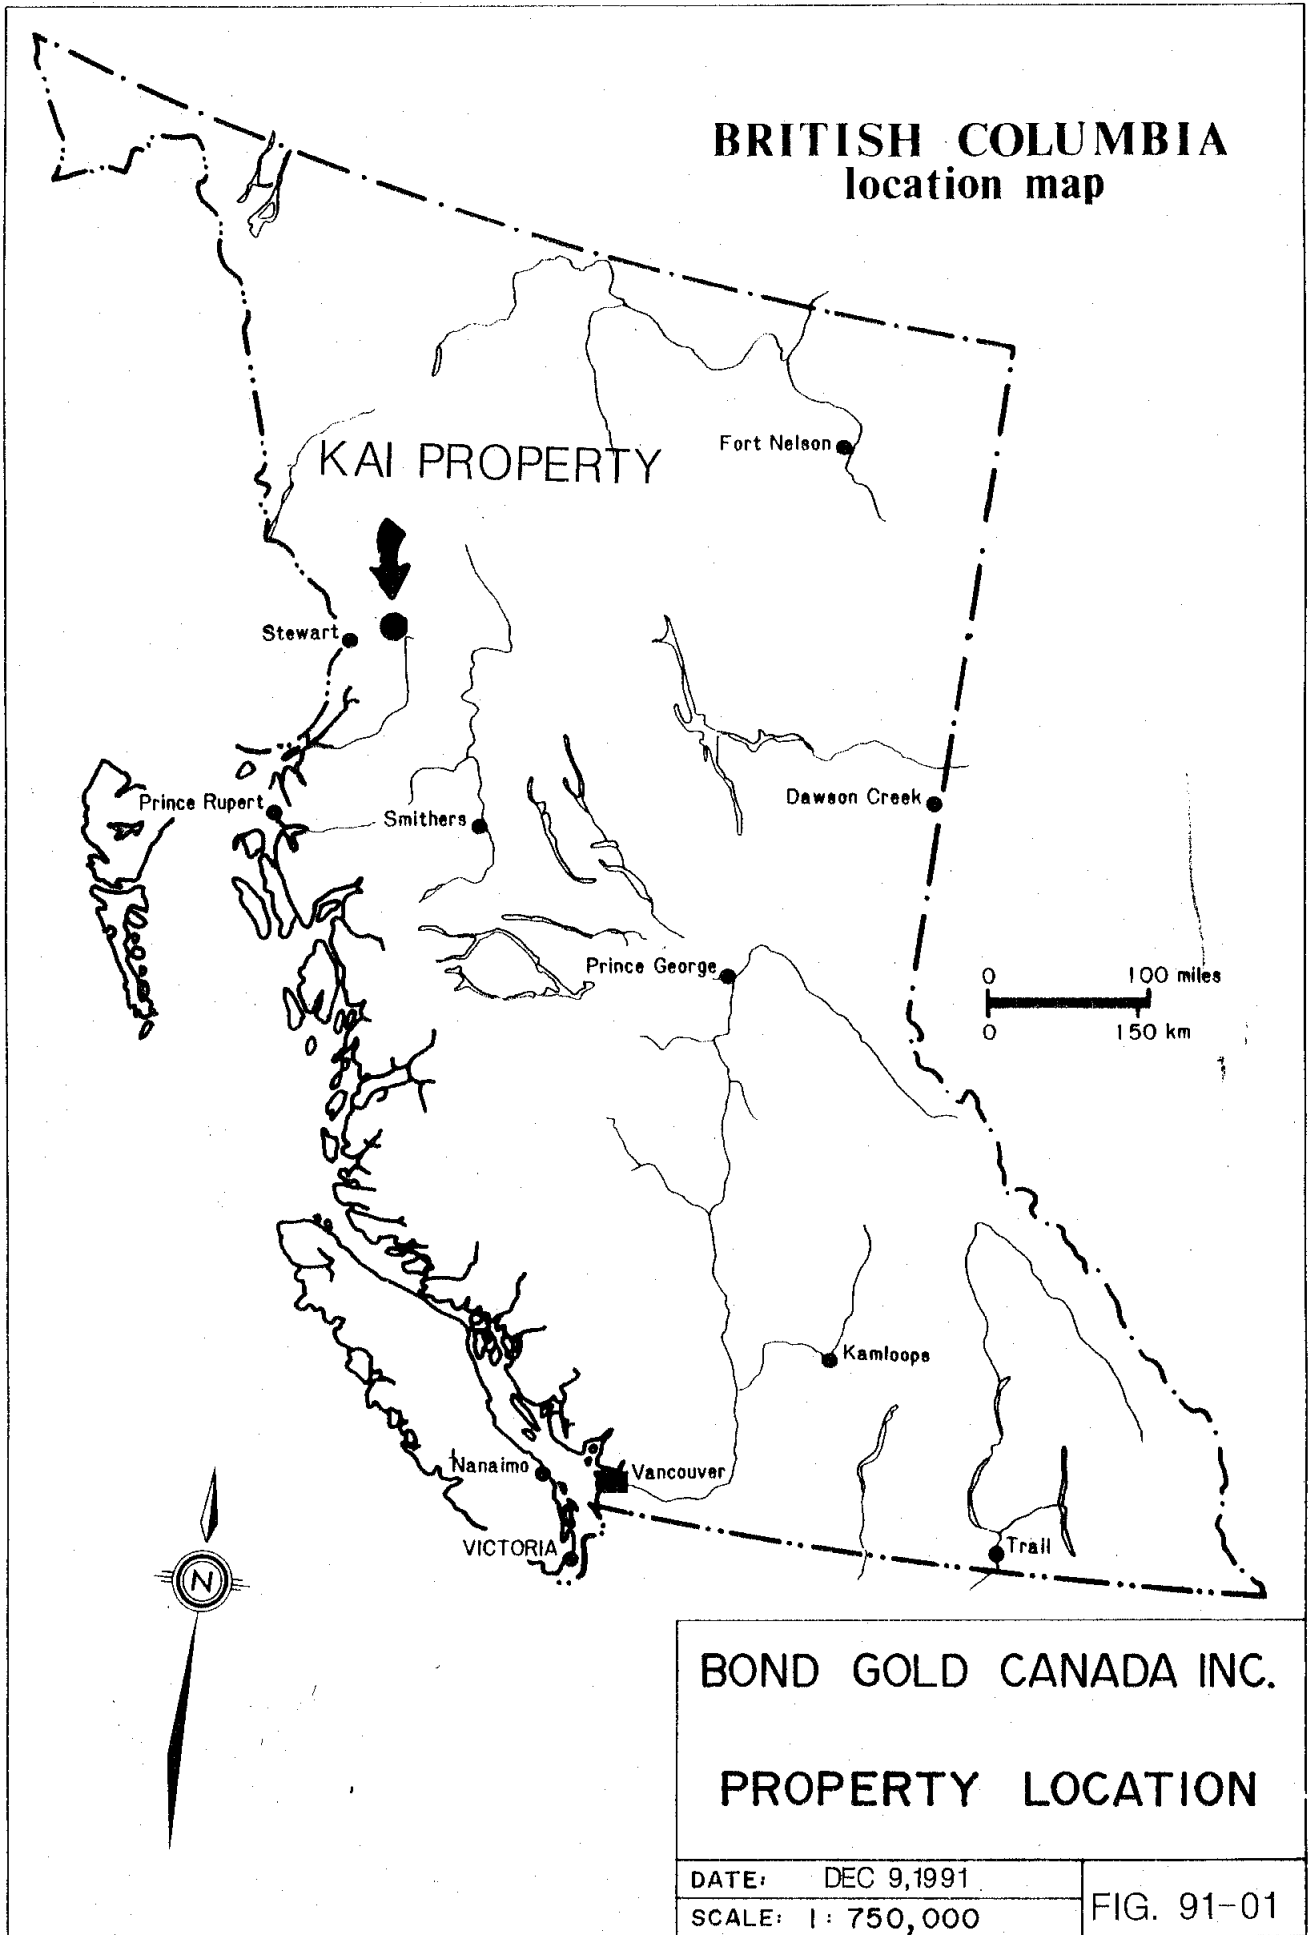 BRITISH COLUMBIA
location map
KAI PROPERTY
Fort Nelson
Stewart
Prince Rupert
Smithers
Dawson Creek
Prince George
0 100 miles
0 150 km
Kamloops
Nanaimo
Vancouver
VICTORIA
Trail
N
BOND GOLD CANADA INC.
PROPERTY LOCATION
DATE: DEC 9,1991
SCALE: 1: 750,000
FIG. 91-01